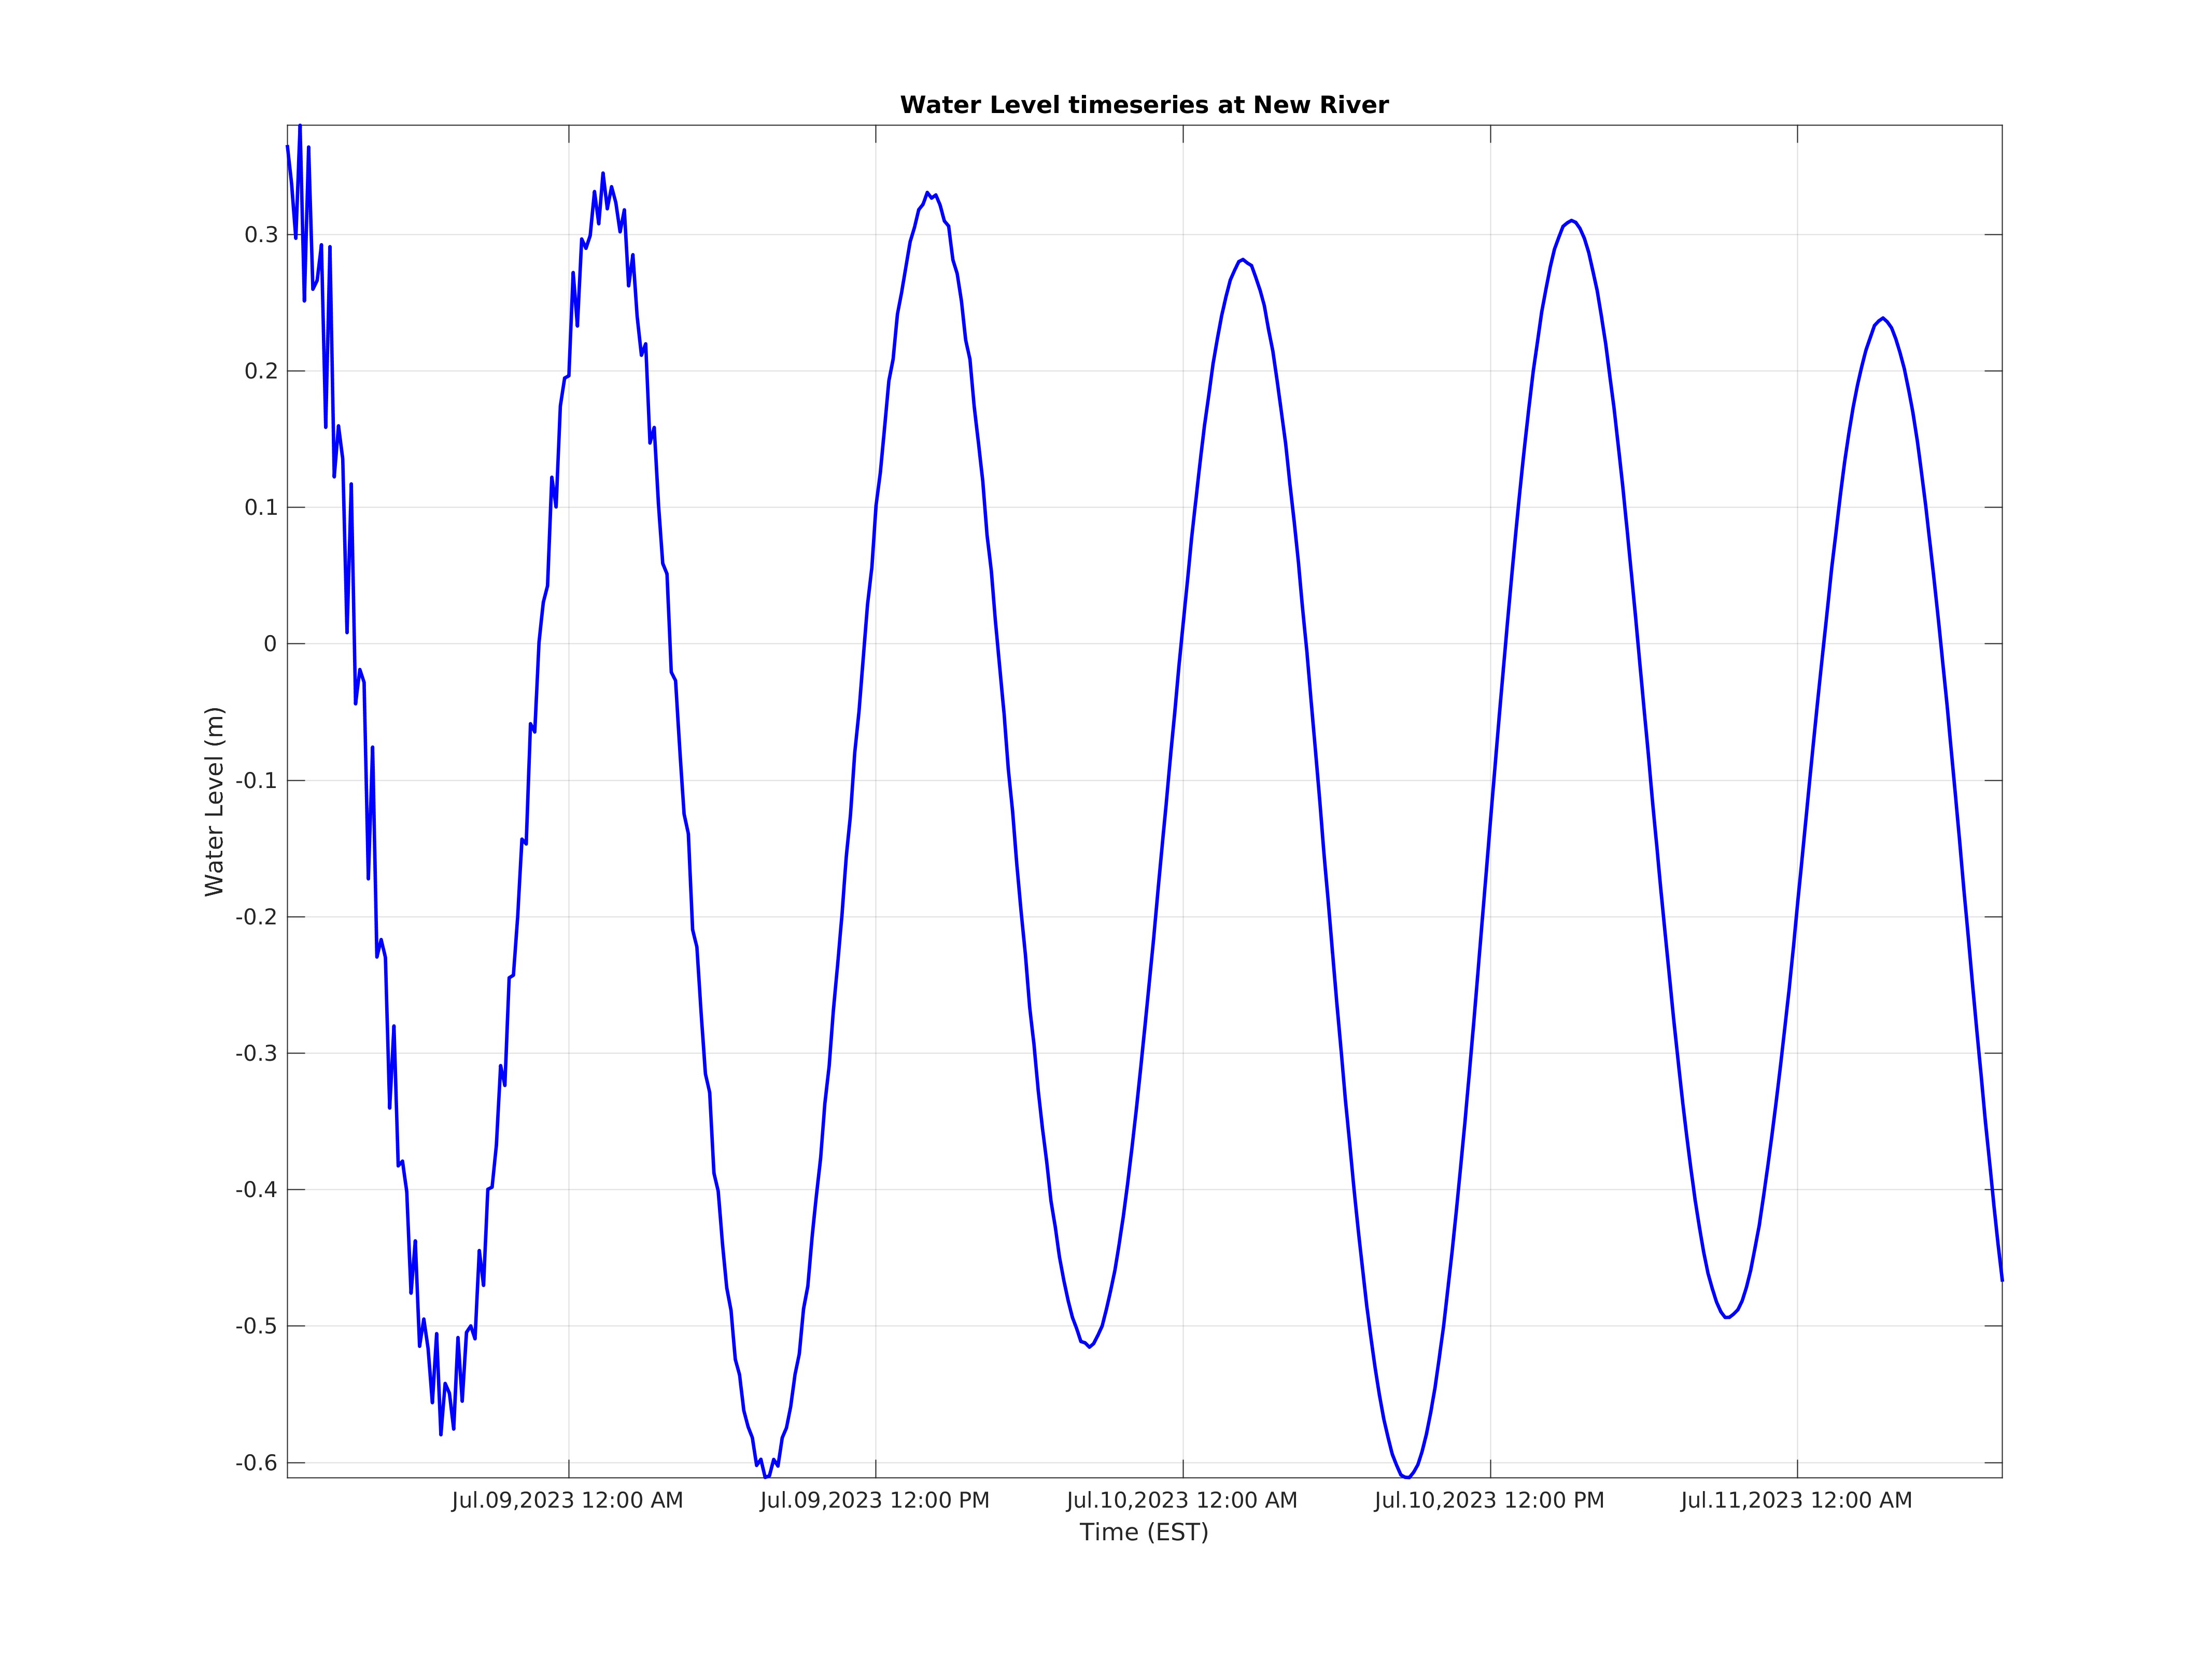 Water Level timeseries at New River
0.3
0.2
0.1
0
-0.1
-0.2
-0.3
-0.4
-0.5
-0.6
Water Level (m)
Jul.09,2023 12:00 AM
Jul.09,2023 12:00 PM
Jul.10,2023 12:00 AM
Jul.10,2023 12:00 PM
Jul.11,2023 12:00 AM
Time (EST)